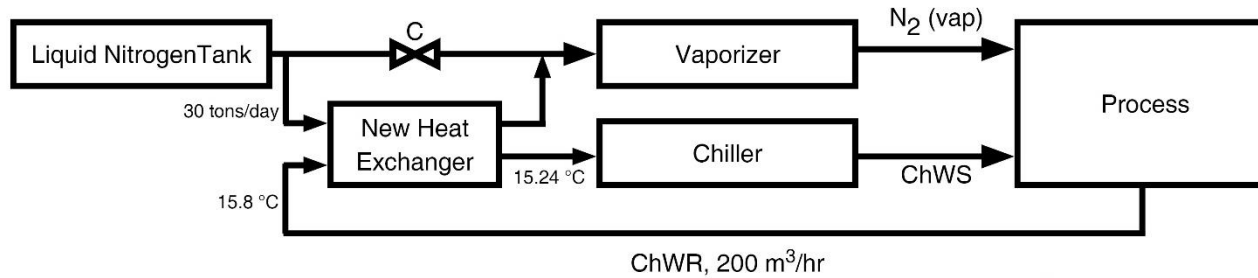 C
N2 (vap)
Liquid NitrogenTank
Vaporizer
Process
30 tons/day
New Heat
Exchanger
Chiller
15.24 °C
ChWS
15.8 °C
ChWR, 200 m³/hr